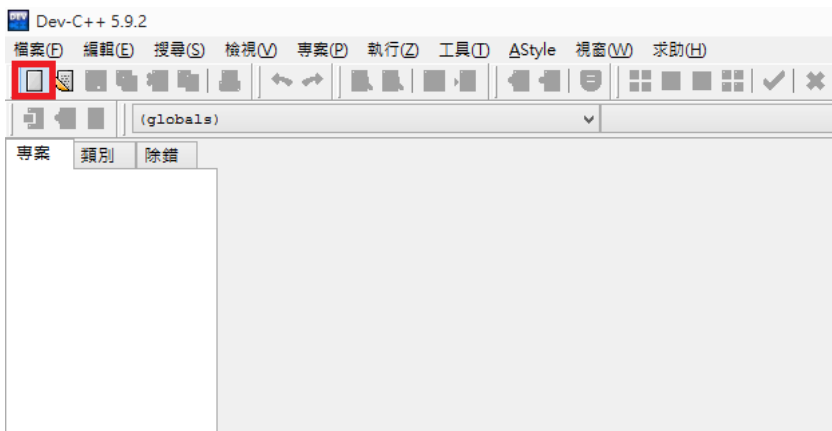 Dev-C++ 5.9.2
檔案(F) 編輯(E) 搜尋(S) 檢視(V) 專案(P) 執行(Z) 工具(T) AStyle 視窗(W) 求助(H)
(globals)
專案 類別 除錯